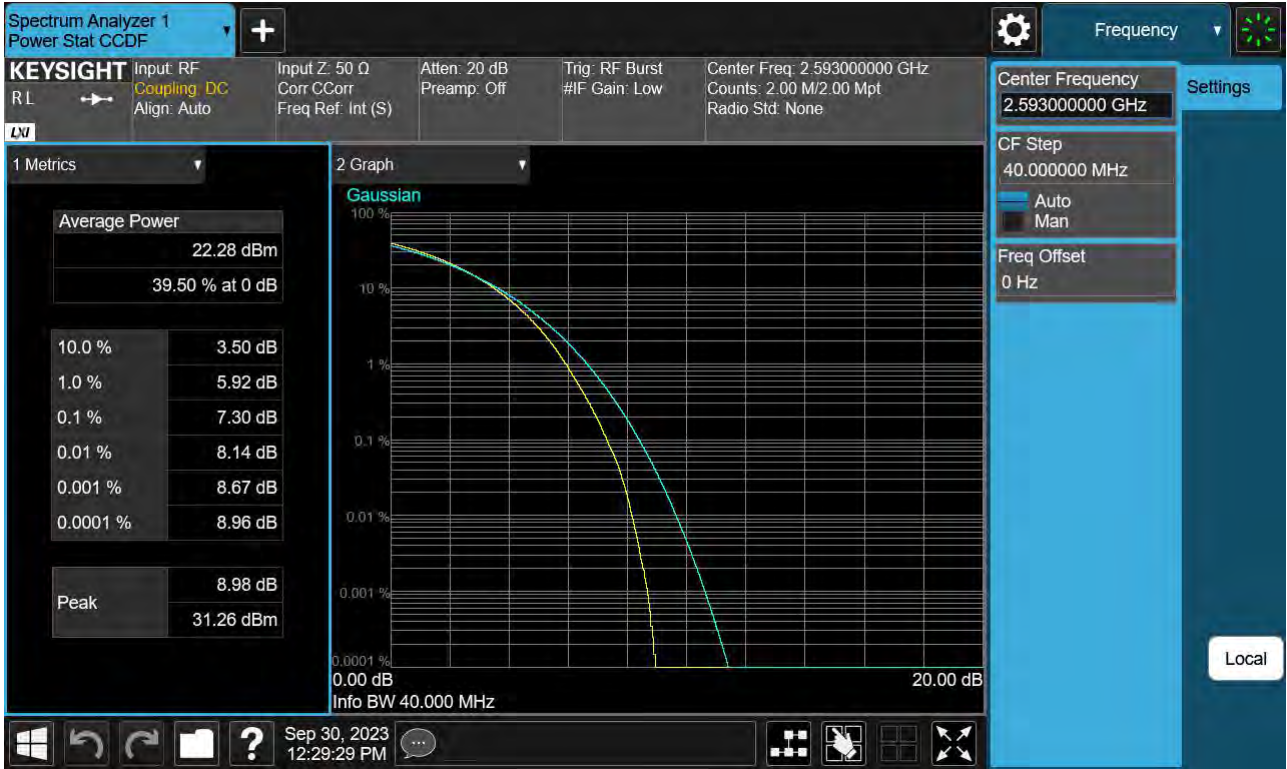 Spectrum Analyzer 1
Power Stat CCDF
+
Frequency
KEYSIGHT
RL
LXI
Input: RF
Coupling: DC
Align: Auto
Input Z: 50 Ω
Corr CCorr
Freq Ref: Int (S)
Atten: 20 dB
Preamp: Off
Trig: RF Burst
#IF Gain: Low
Center Freq: 2.593000000 GHz
Counts: 2.00 M/2.00 Mpt
Radio Std: None
1 Metrics
Average Power
22.28 dBm
39.50 % at 0 dB
10.0 % 3.50 dB
1.0 % 5.92 dB
0.1 % 7.30 dB
0.01 % 8.14 dB
0.001 % 8.67 dB
0.0001 % 8.96 dB
Peak
8.98 dB
31.26 dBm
2 Graph
Gaussian
100 %
10 %
1 %
0.1 %
0.01 %
0.001 %
0.0001 %
0.00 dB 20.00 dB
Info BW 40.000 MHz
Center Frequency
2.593000000 GHz
CF Step
40.000000 MHz
Auto
Man
Freq Offset
0 Hz
Settings
Local
?
Sep 30, 2023
12:29:29 PM